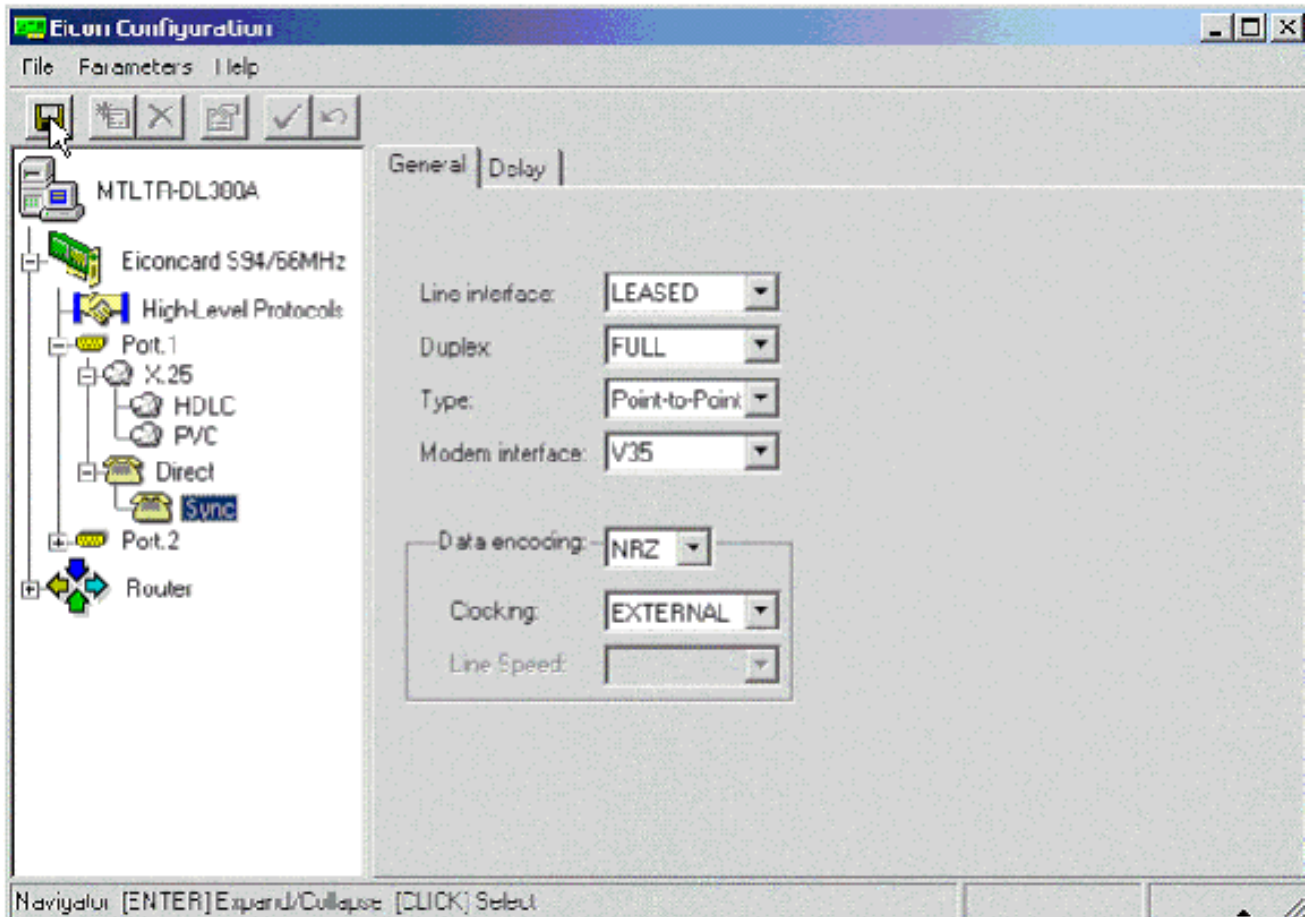 Eicon Configuration
File Parameters Help
MTLTR-DL380A
Eiconcard S94/66MHz
High-Level Protocols
Port.1
X.25
HDLC
PVC
Direct
Sync
Port.2
Router
General Delay
Line interface: LEASED
Duplex: FULL
Type: Point-to-Point
Modem interface: V35
Data encoding: NRZ
Clocking: EXTERNAL
Line Speed:
Navigator [ENTER] Expand/Collapse [CLICK] Select